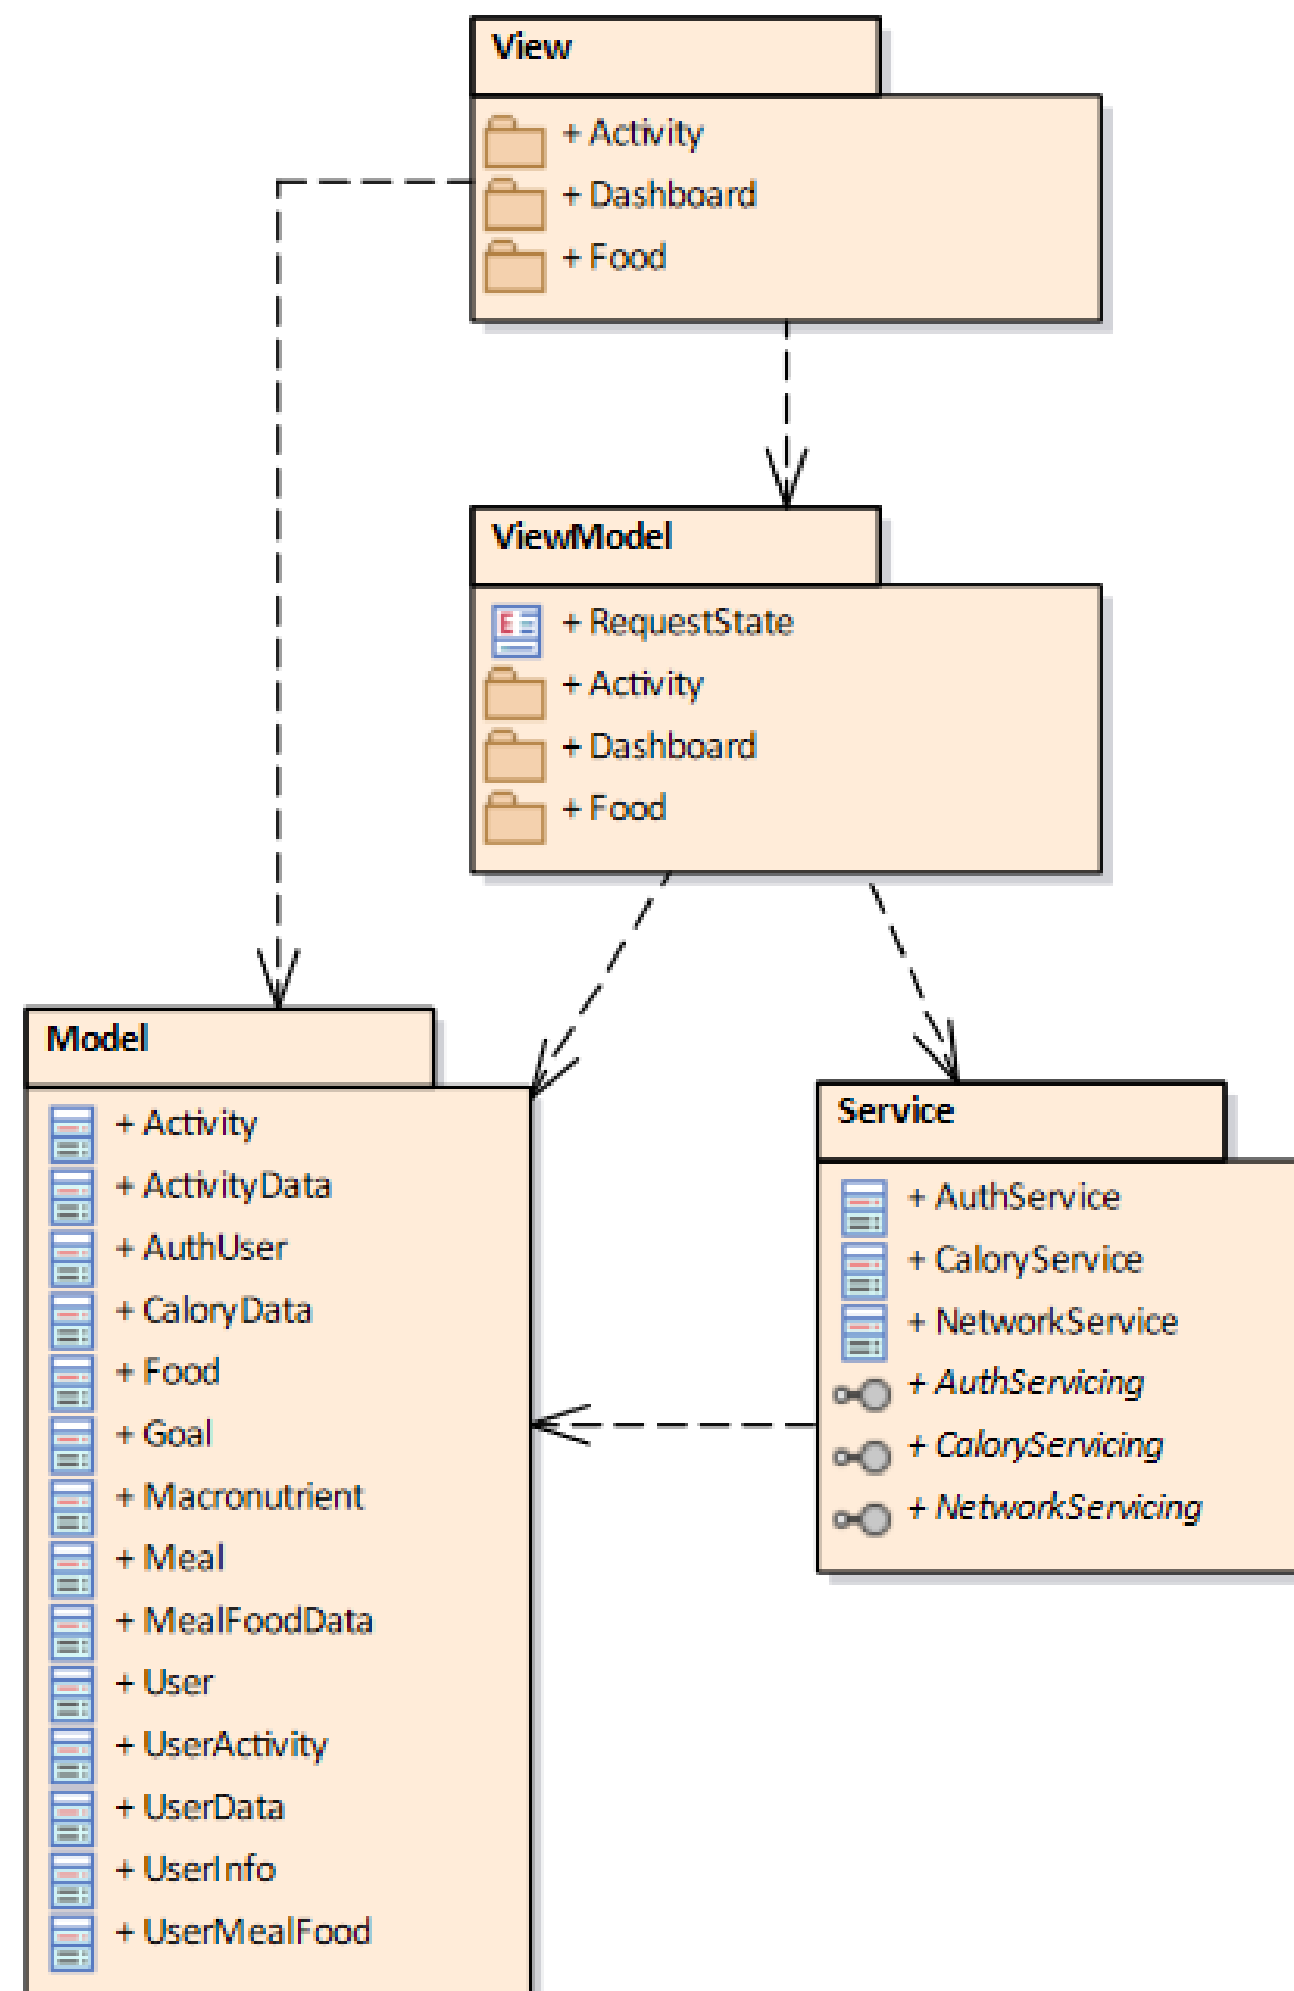 View
+ Activity
+ Dashboard
+ Food
ViewModel
+ RequestState
+ Activity
+ Dashboard
+ Food
Model
+ Activity
+ ActivityData
+ AuthUser
+ CaloryData
+ Food
+ Goal
+ Macronutrient
+ Meal
+ MealFoodData
+ User
+ UserActivity
+ UserData
+ UserInfo
+ UserMealFood
Service
+ AuthService
+ CaloryService
+ NetworkService
+ AuthServicing
+ CaloryServicing
+ NetworkServicing